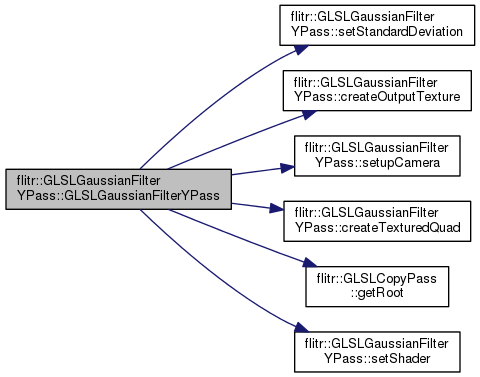 flitr::GLSLGaussianFilter
YPass::GLSLGaussianFilterYPass
flitr::GLSLGaussianFilter
YPass::setStandardDeviation
flitr::GLSLGaussianFilter
YPass::createOutputTexture
flitr::GLSLGaussianFilter
YPass::setupCamera
flitr::GLSLGaussianFilter
YPass::createTexturedQuad
flitr::GLSLCopyPass
::getRoot
flitr::GLSLGaussianFilter
YPass::setShader